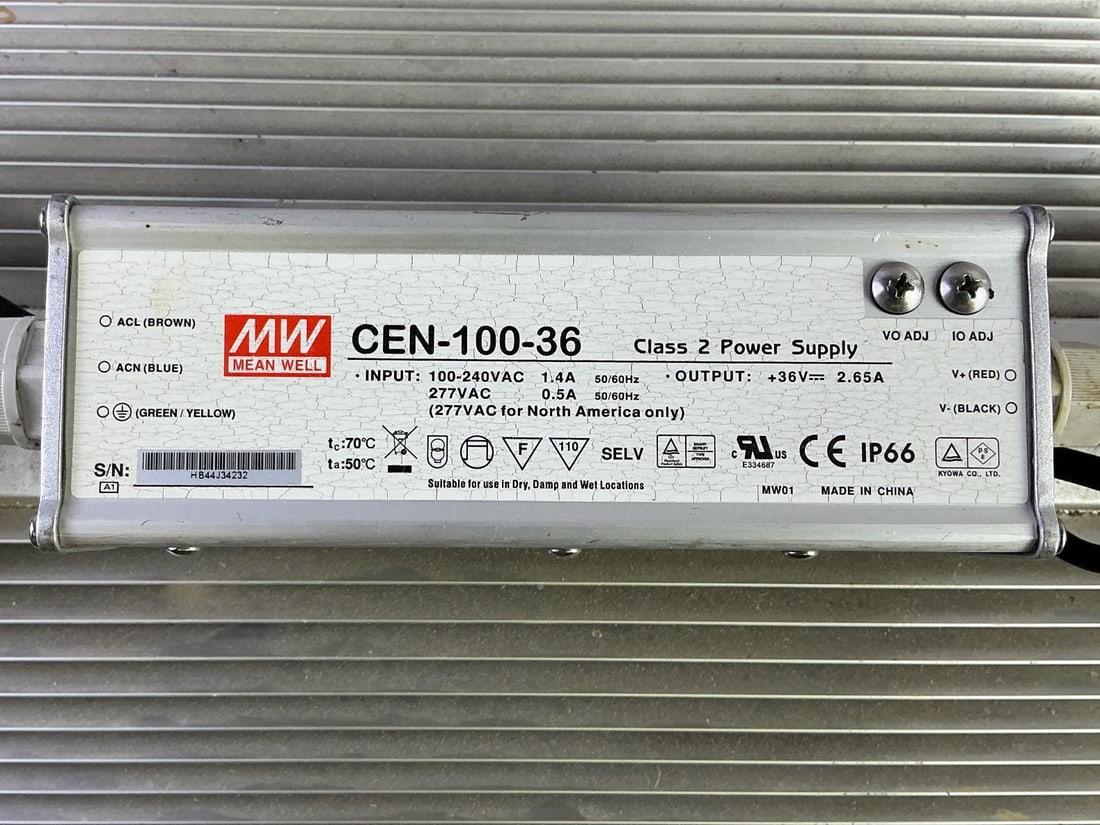 ACL (BROWN)
ACN (BLUE)
(GREEN / YELLOW)
S/N:
A1
HB44J34232
MW
MEAN WELL
CEN-100-36
Class 2 Power Supply
· INPUT: 100-240VAC 1.4A 50/60Hz
277VAC 0.5A 50/60Hz
(277VAC for North America only)
· OUTPUT: +36V⎓ 2.65A
tc:70℃
ta:50℃
F
110
SELV
c RU US
E334687
CE
IP66
PS
E
KYOWA CO., LTD.
Suitable for use in Dry, Damp and Wet Locations
MW01 MADE IN CHINA
VO ADJ
IO ADJ
V+ (RED)
V- (BLACK)